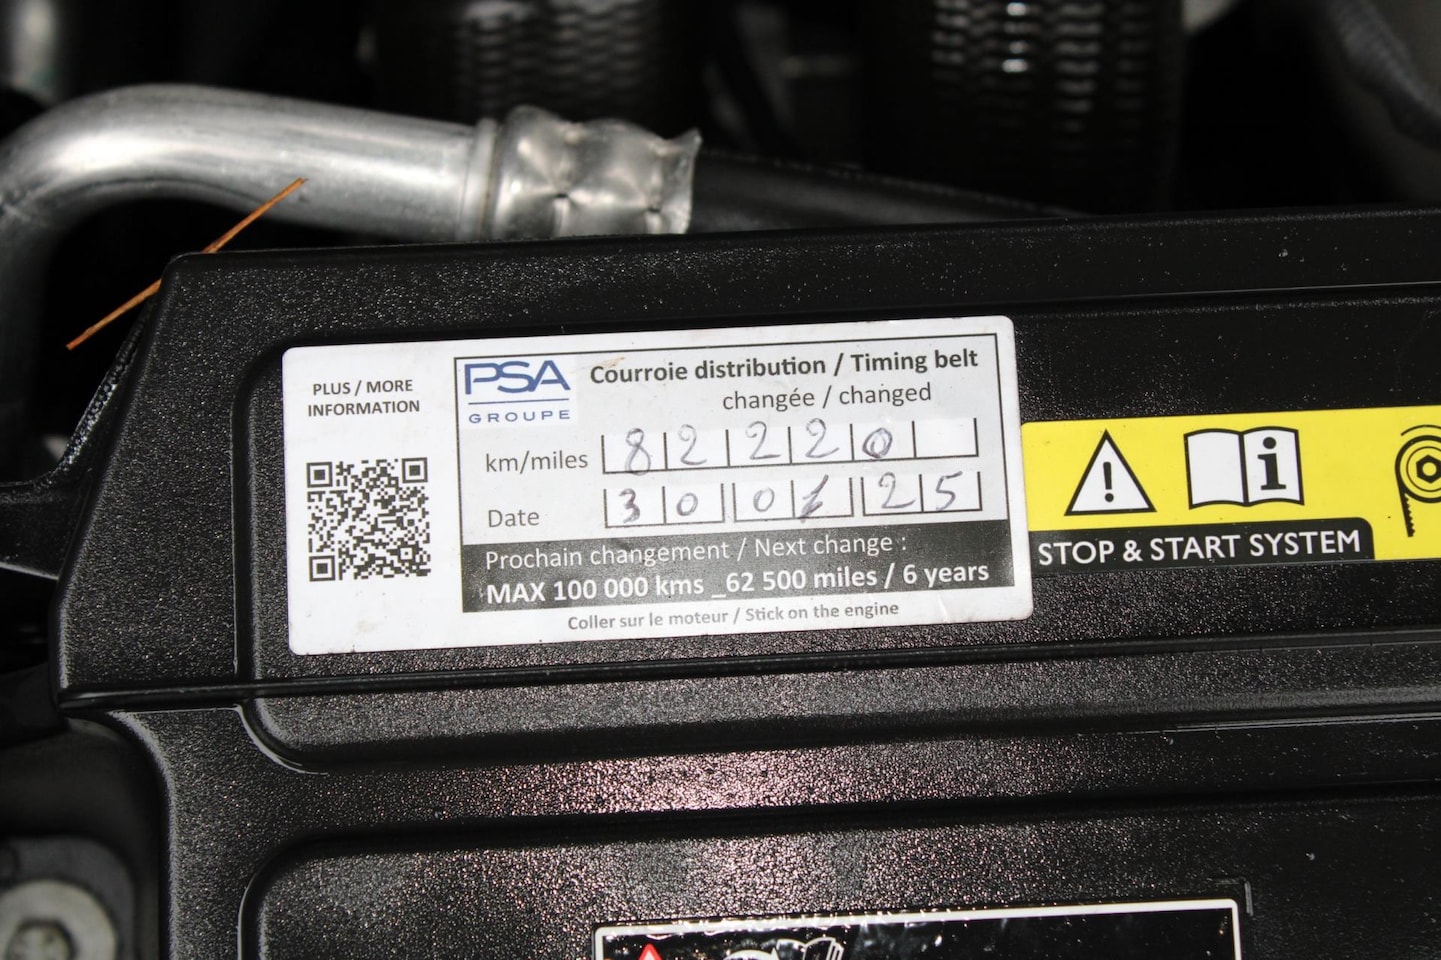 PLUS / MORE
INFORMATION
PSA
GROUPE
Courroie distribution / Timing belt
changée / changed
km/miles 82220
Date 30 01 25
Prochain changement / Next change :
MAX 100 000 kms _62 500 miles / 6 years
Coller sur le moteur / Stick on the engine
STOP & START SYSTEM